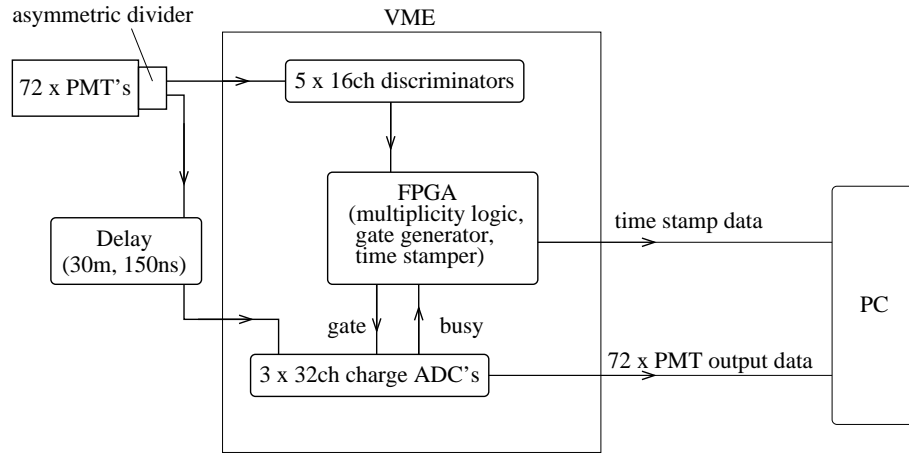 asymmetric divider
VME
72 x PMT's
5 x 16ch discriminators
FPGA
(multiplicity logic,
gate generator,
time stamper)
time stamp data
Delay
(30m, 150ns)
PC
gate
busy
72 x PMT output data
3 x 32ch charge ADC's